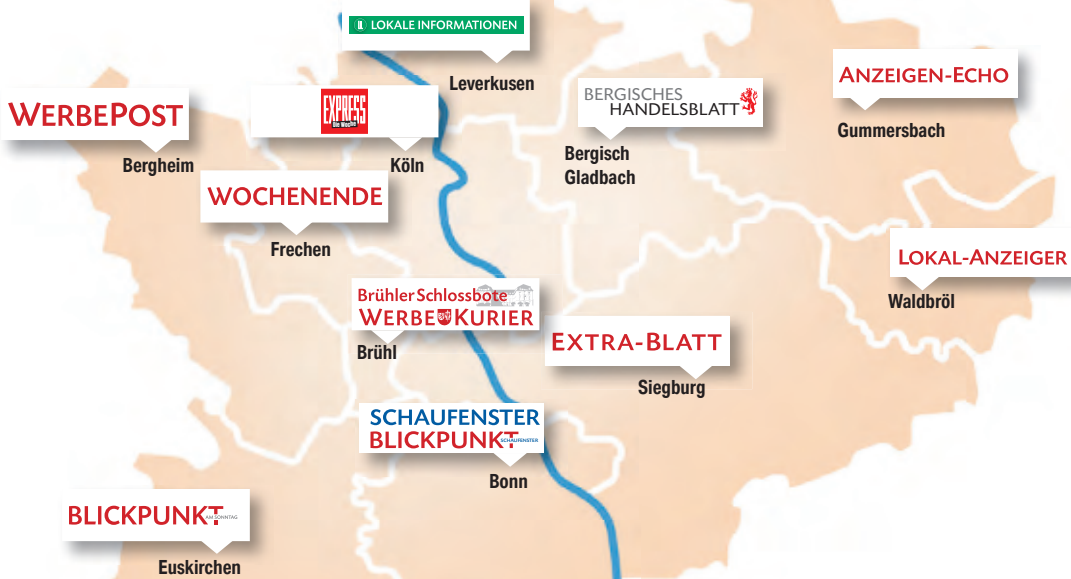 LOKALE INFORMATIONEN
Leverkusen
ANZEIGEN-ECHO
Gummersbach
BERGISCHES
HANDELSBLATT
Bergisch
Gladbach
WERBEPOST
Bergheim
EXPRESS
Die Woche
Köln
WOCHENENDE
Frechen
LOKAL-ANZEIGER
Waldbröl
Brühler Schlossbote
WERBE KURIER
Brühl
EXTRA-BLATT
Siegburg
SCHAUFENSTER
BLICKPUNKT
SCHAUFENSTER
Bonn
BLICKPUNKT
AM SONNTAG
Euskirchen